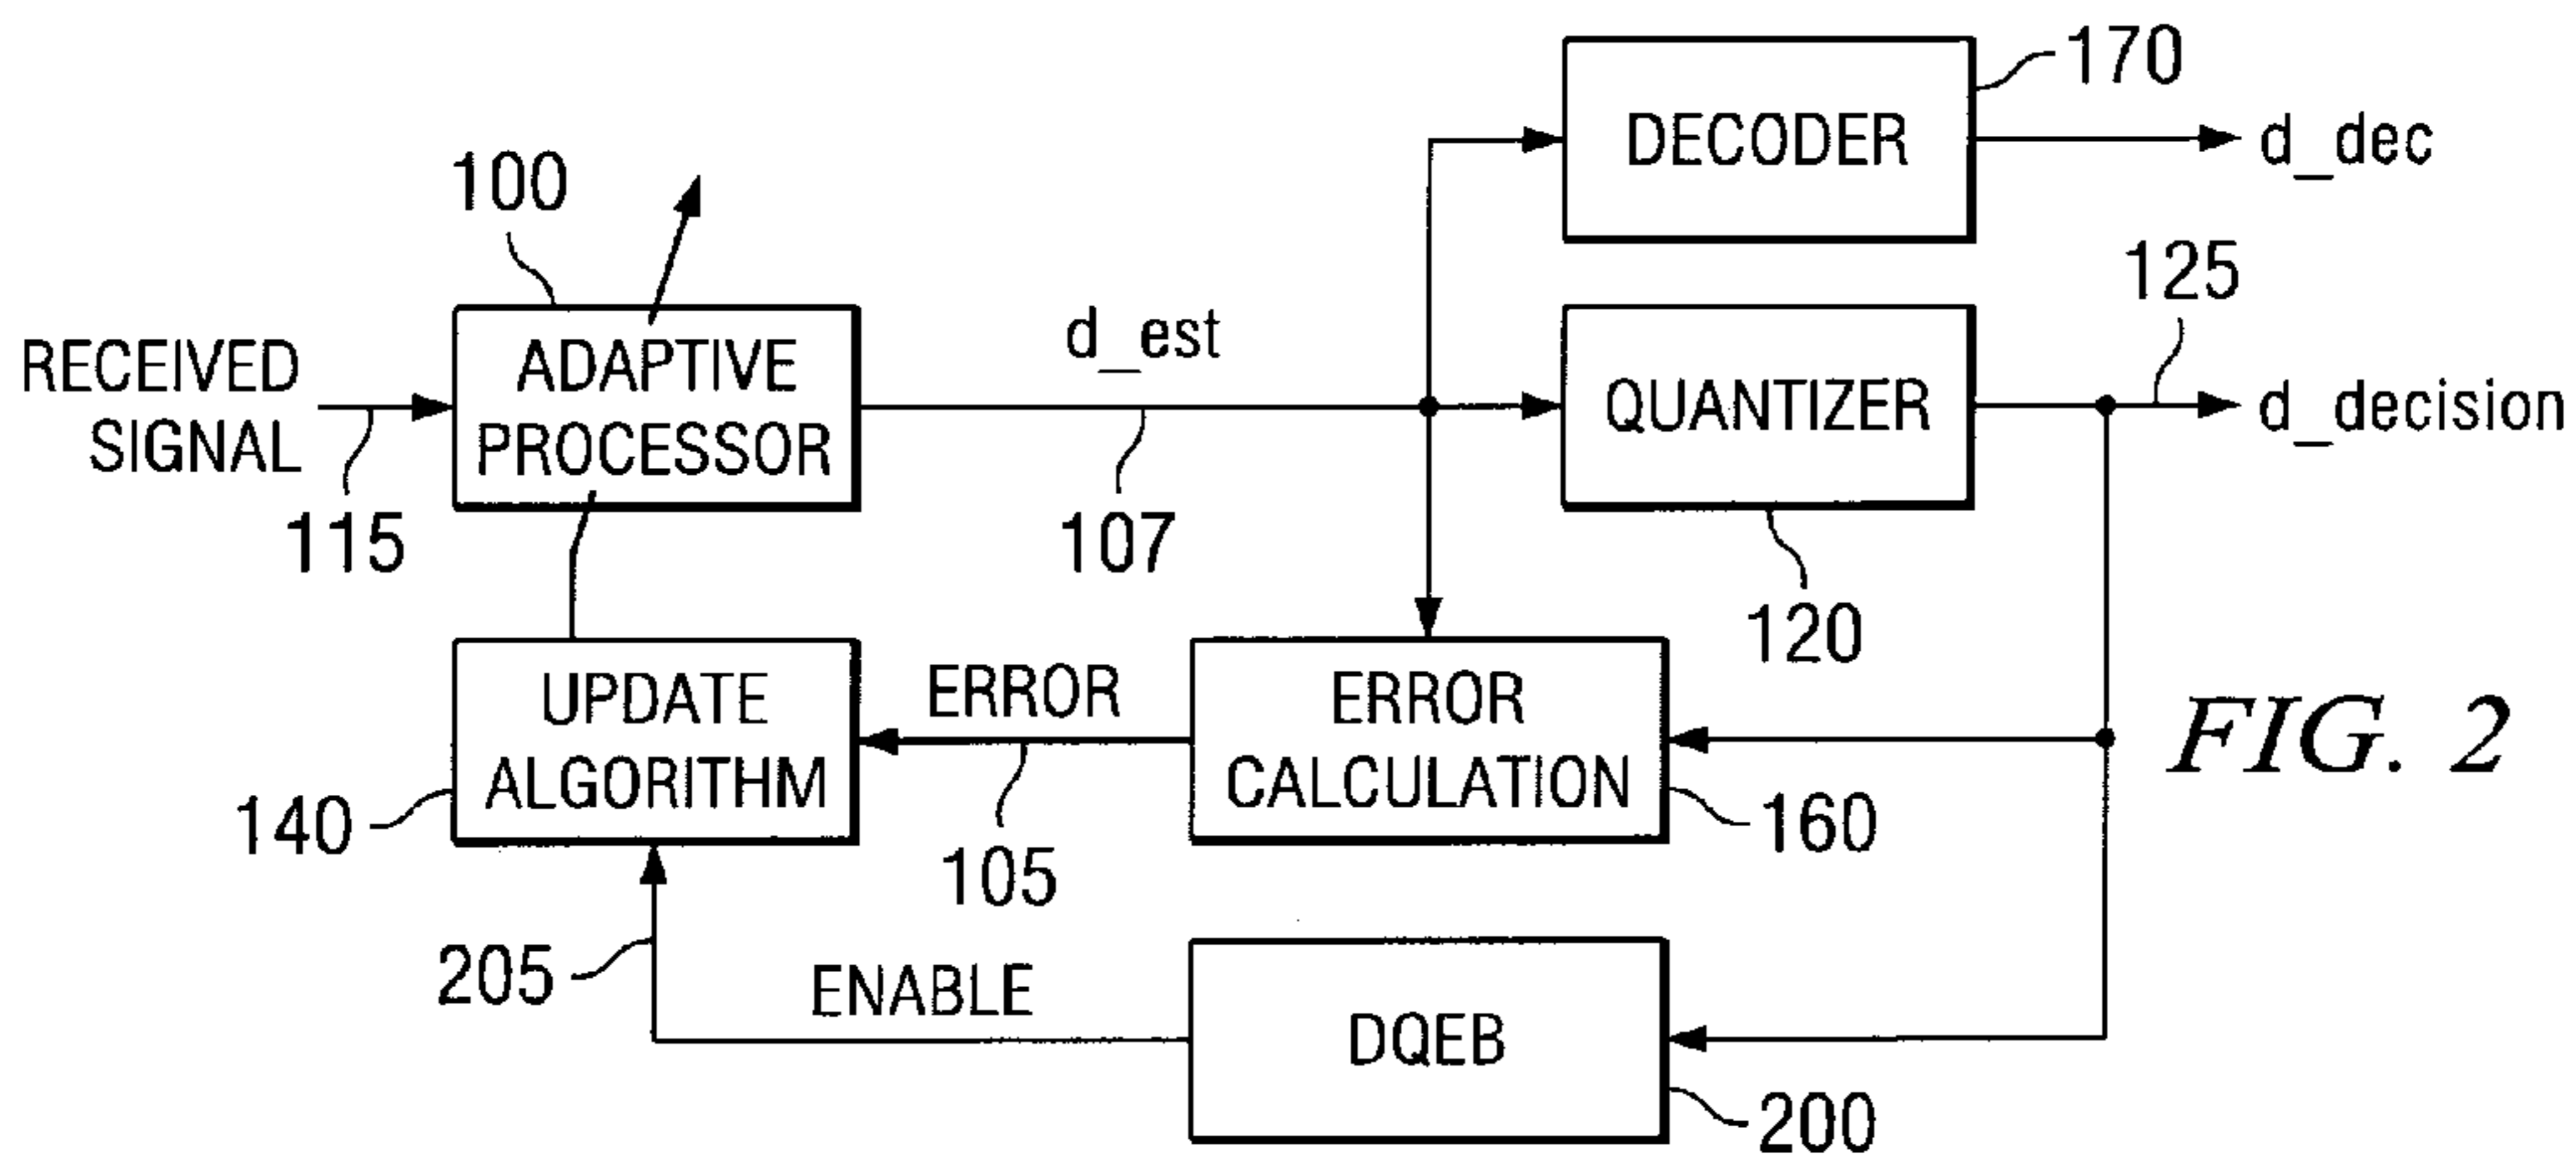 170
DECODER
d_dec
100
125
RECEIVED
SIGNAL
ADAPTIVE
PROCESSOR
d_est
QUANTIZER
d_decision
115
107
120
UPDATE
ALGORITHM
ERROR
ERROR
CALCULATION
FIG. 2
140
105
160
205
ENABLE
DQEB
200